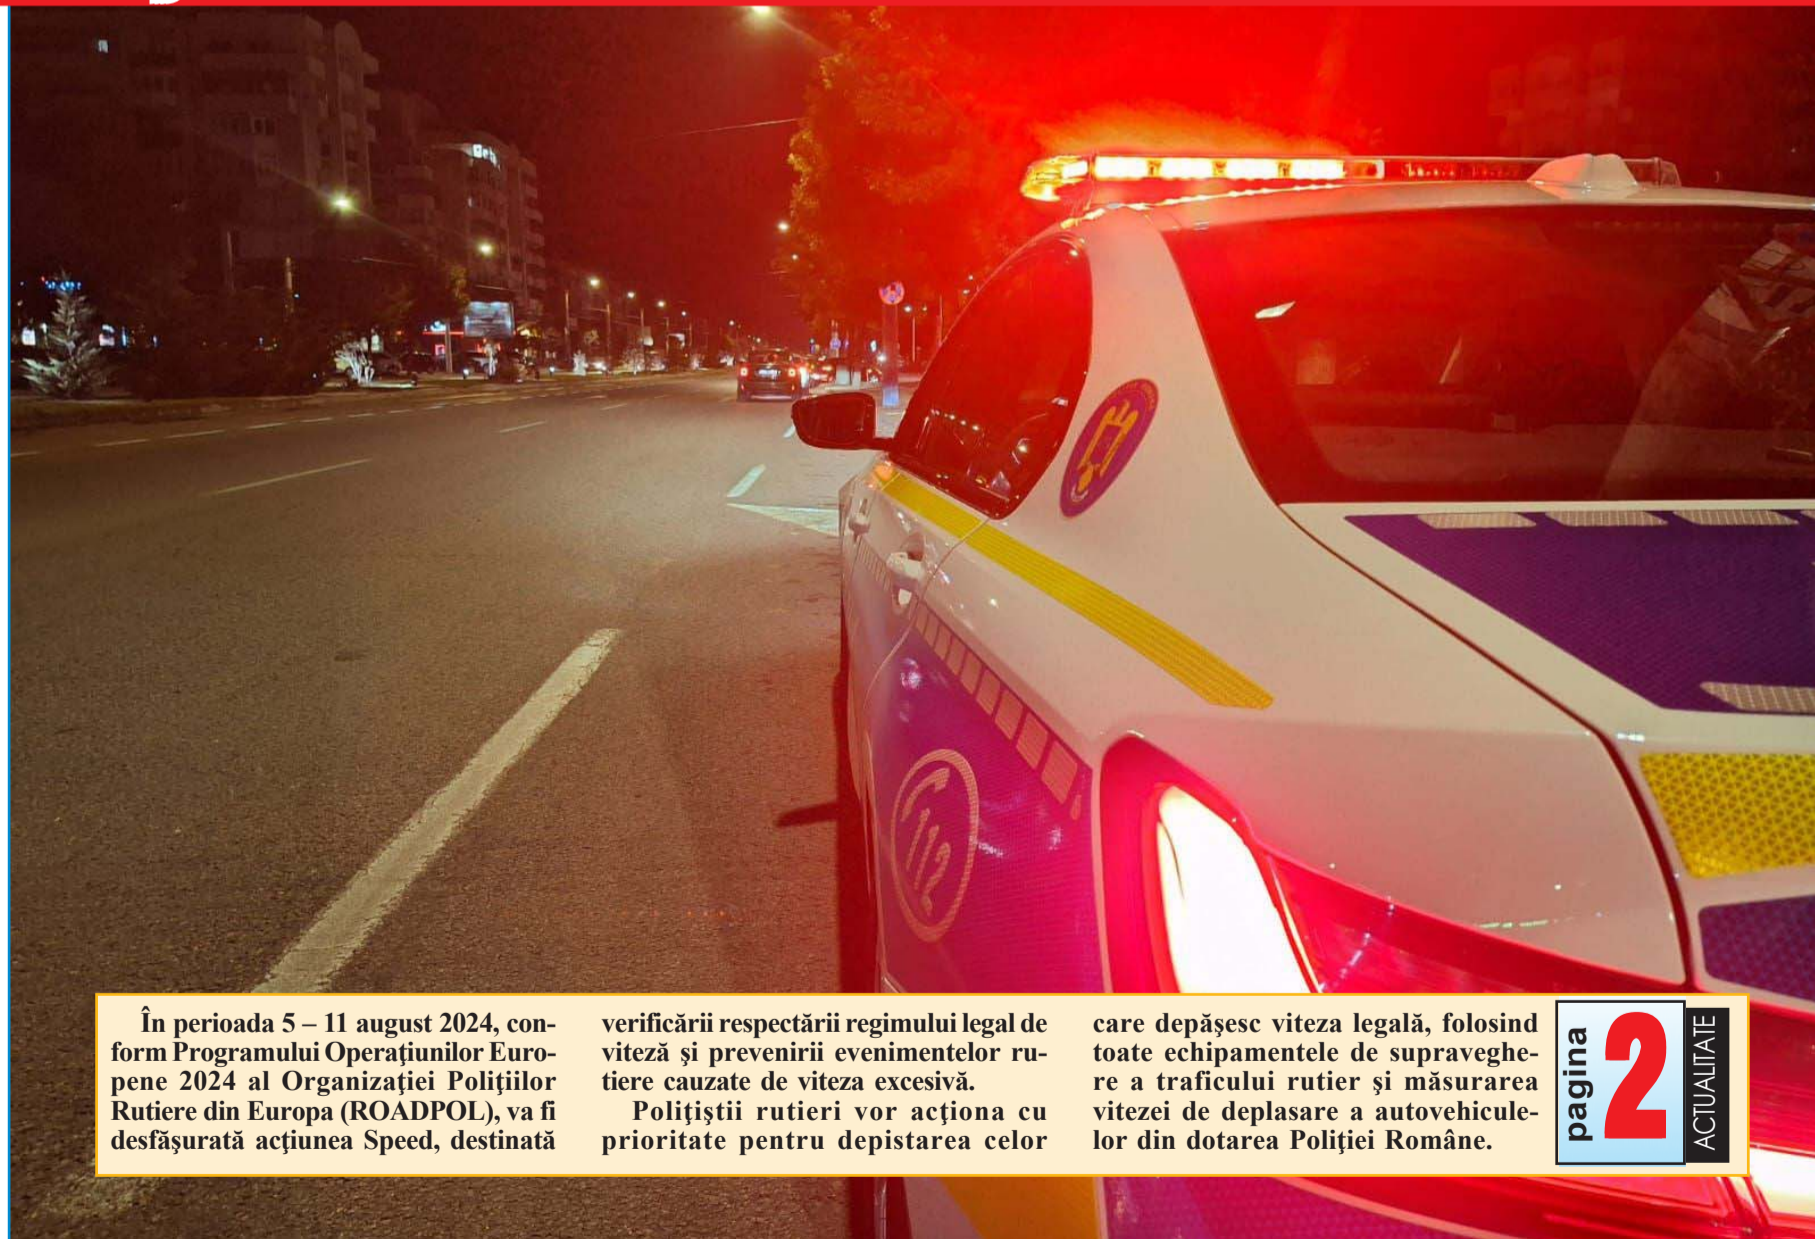 În perioada 5 – 11 august 2024, con-
form Programului Operaţiunilor Euro-
pene 2024 al Organizaţiei Poliţiilor
Rutiere din Europa (ROADPOL), va fi
desfăşurată acţiunea Speed, destinată
verificării respectării regimului legal de
viteză şi prevenirii evenimentelor ru-
tiere cauzate de viteza excesivă.
Poliţiştii rutieri vor acţiona cu
prioritate pentru depistarea celor
care depăşesc viteza legală, folosind
toate echipamentele de supraveghe-
re a traficului rutier şi măsurarea
vitezei de deplasare a autovehicule-
lor din dotarea Poliţiei Române.
pagina
2
ACTUALITATE
112